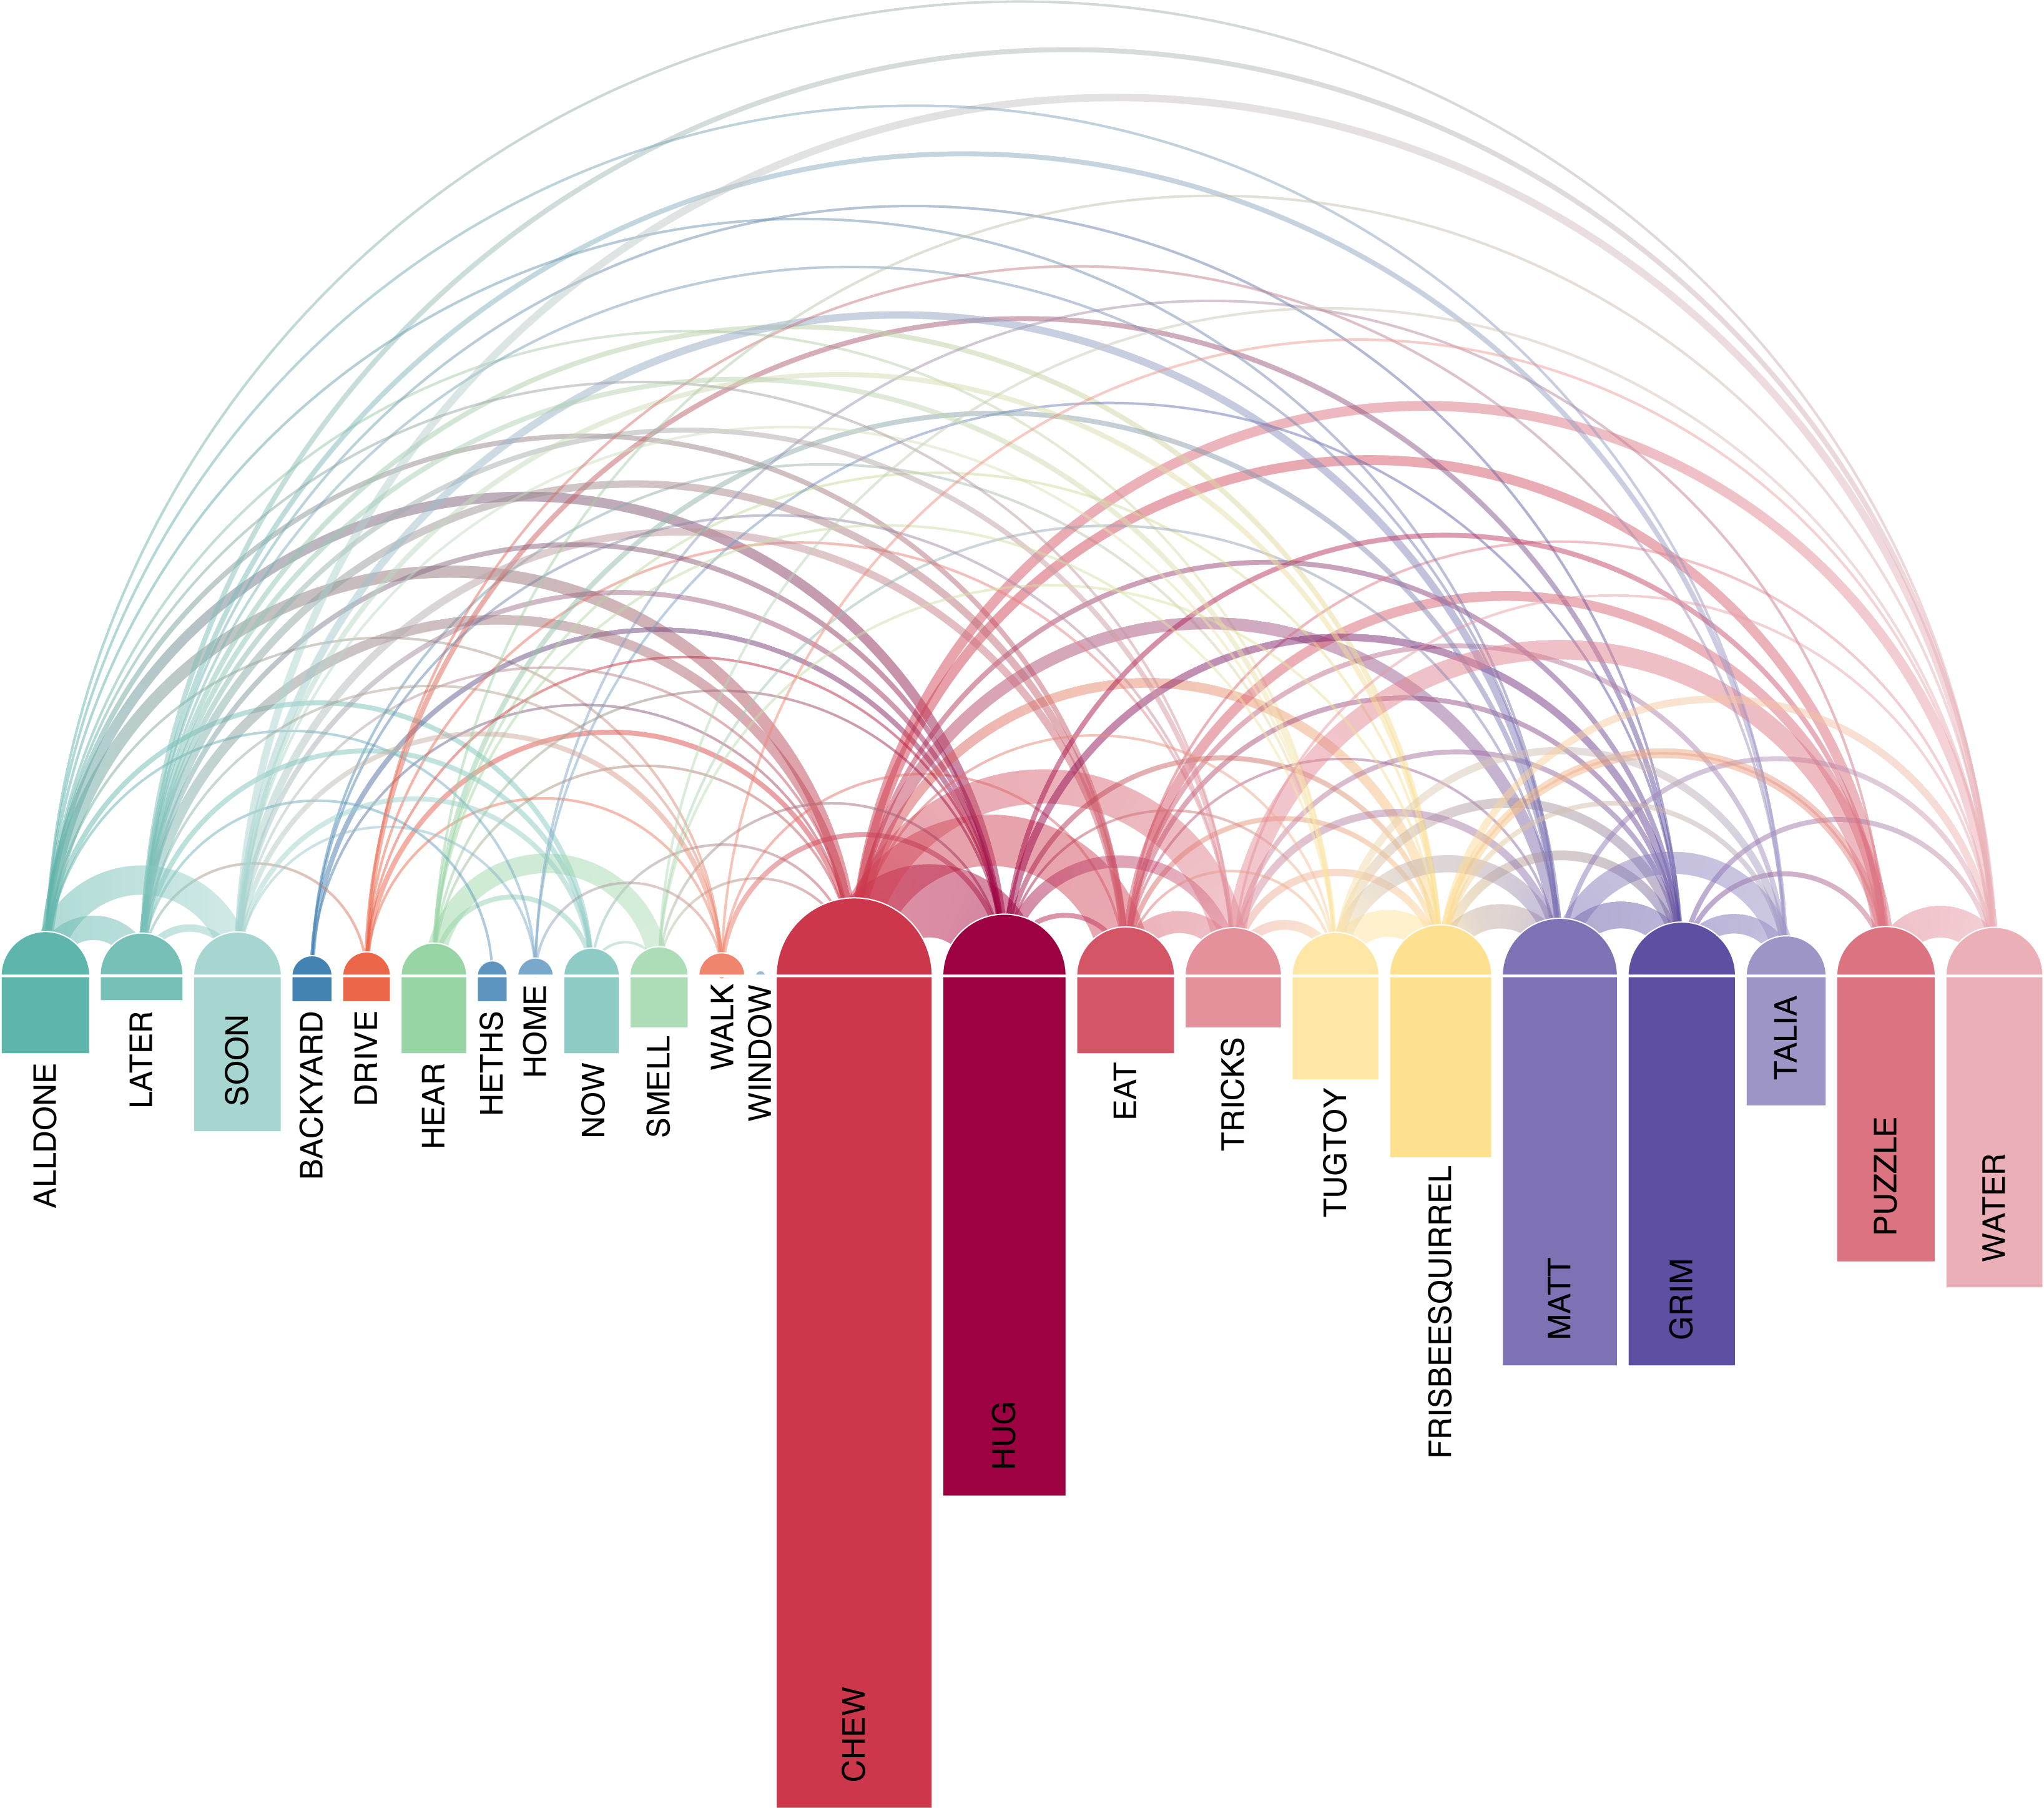 ALLDONE
LATER
SOON
BACKYARD
DRIVE
HEAR
HETHS
HOME
NOW
SMELL
WALK
WINDOW
CHEW
HUG
EAT
TRICKS
TUGTOY
FRISBEESQUIRREL
MATT
GRIM
TALIA
PUZZLE
WATER